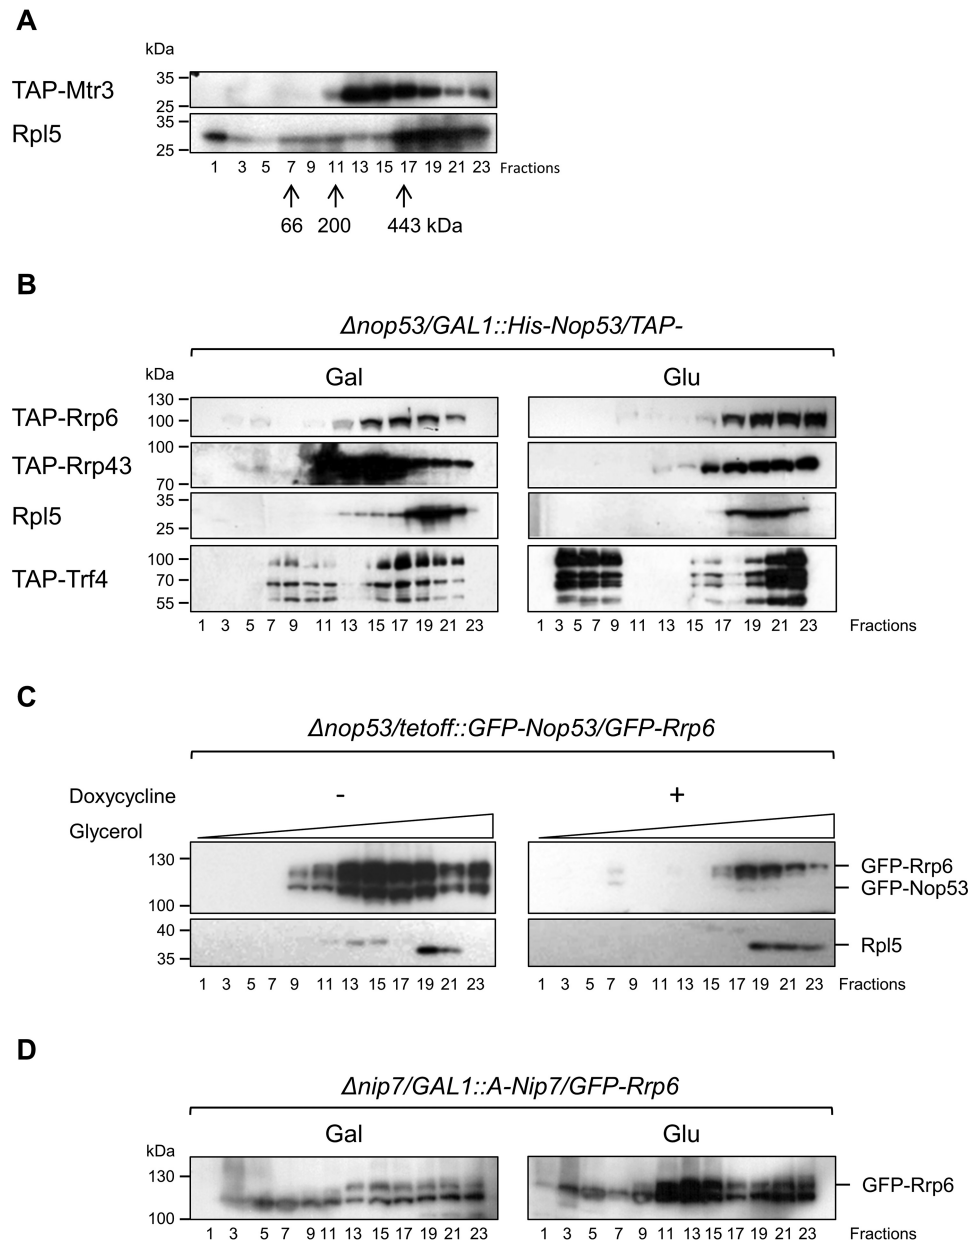 A
kDa
TAP-Mtr3
35
25
Rpl5
35
25
1 3 5 7 9 11 13 15 17 19 21 23 Fractions
66 200 443 kDa
B
Δnop53/GAL1::His-Nop53/TAP-
kDa Gal Glu
TAP-Rrp6
130
100
TAP-Rrp43
100
70
Rpl5
35
25
TAP-Trf4
100
70
55
1 3 5 7 9 11 13 15 17 19 21 23 1 3 5 7 9 11 13 15 17 19 21 23 Fractions
C
Δnop53/tetoff::GFP-Nop53/GFP-Rrp6
Doxycycline - +
Glycerol
130 GFP-Rrp6
GFP-Nop53
100
40
Rpl5
35
1 3 5 7 9 11 13 15 17 19 21 23 1 3 5 7 9 11 13 15 17 19 21 23 Fractions
D
Δnip7/GAL1::A-Nip7/GFP-Rrp6
Gal Glu
kDa
130 GFP-Rrp6
100
1 3 5 7 9 11 13 15 17 19 21 23 1 3 5 7 9 11 13 15 17 19 21 23 Fractions